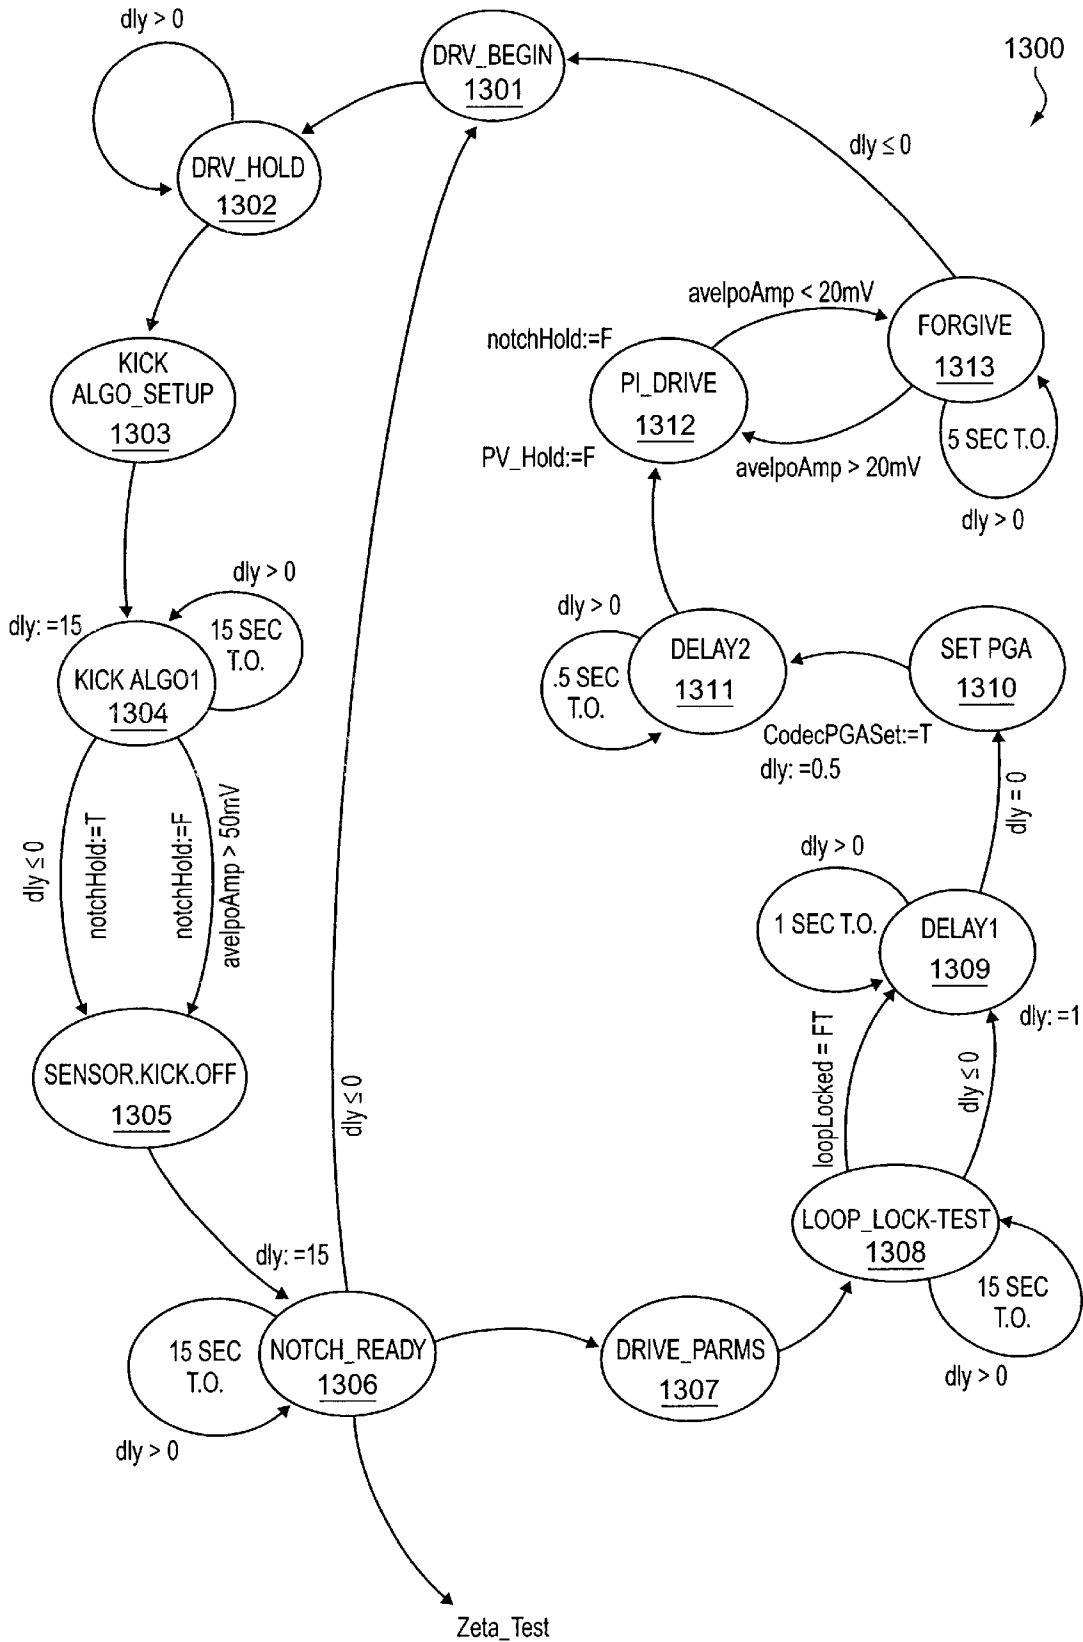 1300
dly > 0
DRV_BEGIN
1301
DRV_HOLD
1302
dly ≤ 0
KICK
ALGO_SETUP
1303
avelpoAmp < 20mV
FORGIVE
1313
notchHold:=F
PI_DRIVE
1312
PV_Hold:=F
avelpoAmp > 20mV
5 SEC T.O.
dly > 0
dly: =15
dly > 0
15 SEC
T.O.
KICK ALGO1
1304
dly > 0
.5 SEC
T.O.
DELAY2
1311
SET PGA
1310
CodecPGASet:=T
dly: =0.5
dly = 0
dly ≤ 0
notchHold:=T
notchHold:=F
avelpoAmp > 50mV
dly > 0
1 SEC T.O.
DELAY1
1309
dly: =1
loopLocked = FT
dly ≤ 0
SENSOR.KICK.OFF
1305
dly ≤ 0
LOOP_LOCK-TEST
1308
15 SEC
T.O.
dly > 0
dly: =15
15 SEC
T.O.
dly > 0
NOTCH_READY
1306
DRIVE_PARMS
1307
Zeta_Test